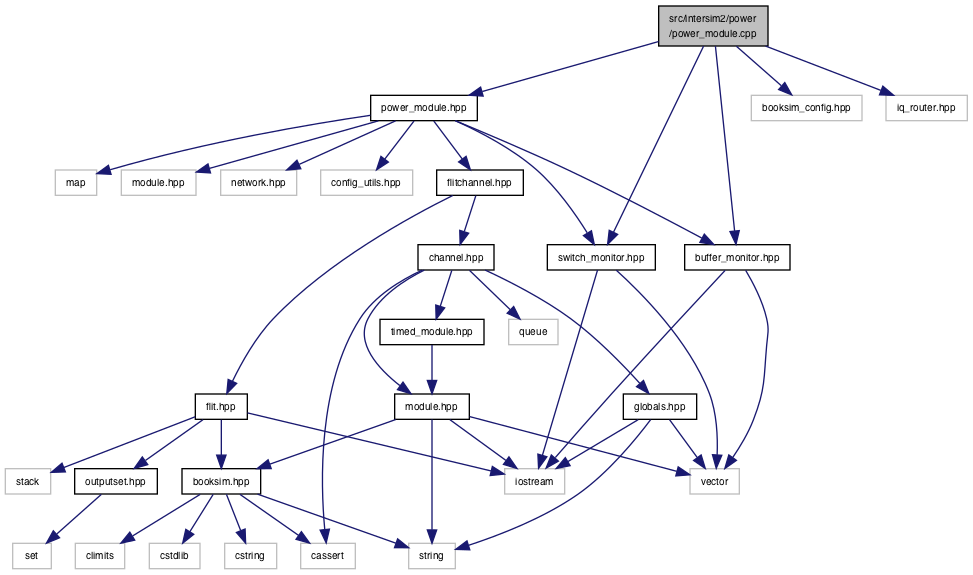 src/intersim2/power
/power_module.cpp
power_module.hpp
booksim_config.hpp
iq_router.hpp
map
module.hpp
network.hpp
config_utils.hpp
flitchannel.hpp
channel.hpp
switch_monitor.hpp
buffer_monitor.hpp
timed_module.hpp
queue
flit.hpp
module.hpp
globals.hpp
stack
outputset.hpp
booksim.hpp
iostream
vector
set
climits
cstdlib
cstring
cassert
string